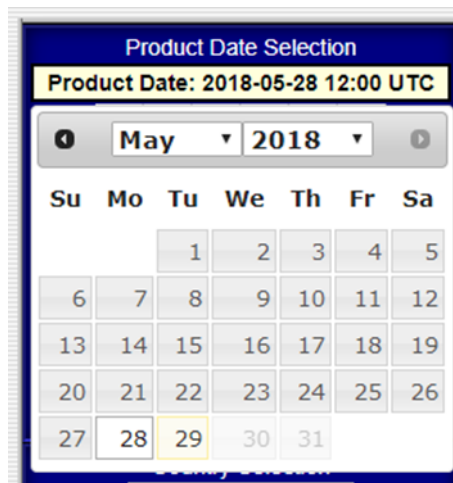 Product Date Selection
Product Date: 2018-05-28 12:00 UTC
May 2018
Su Mo Tu We Th Fr Sa
1 2 3 4 5
6 7 8 9 10 11 12
13 14 15 16 17 18 19
20 21 22 23 24 25 26
27 28 29 30 31